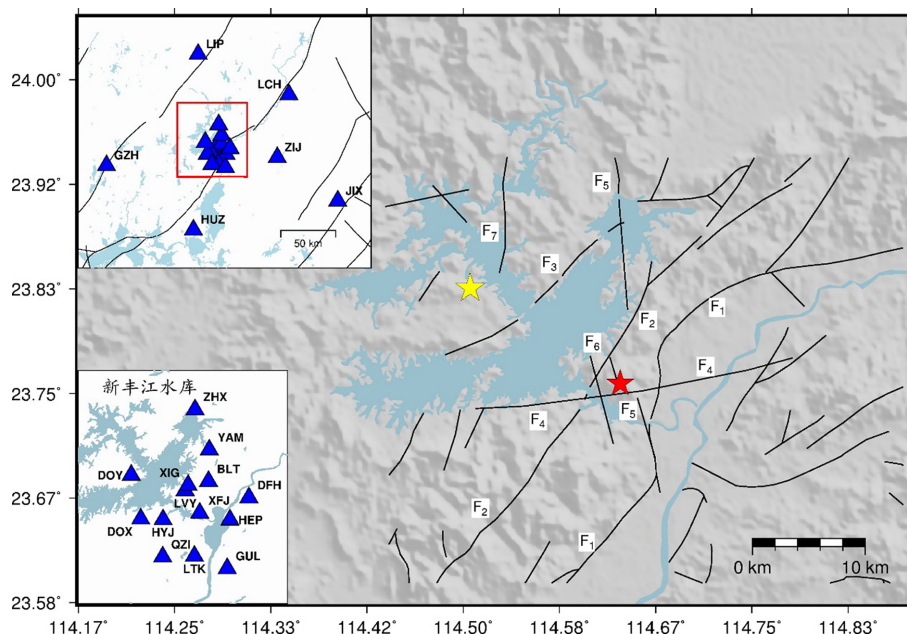 24.00°
23.92°
23.83°
23.75°
23.67°
23.58°
LIP
LCH
GZH
ZIJ
JIX
HUZ
50 km
F5
F7
F3
F2
F1
F6
F4
F5
F4
F2
F1
新丰江水库
ZHX
YAM
DOY
XIG
BLT
DFH
LVY
XFJ
HEP
DOX
HYJ
QZI
LTK
GUL
0 km
10 km
114.17°
114.25°
114.33°
114.42°
114.50°
114.58°
114.67°
114.75°
114.83°